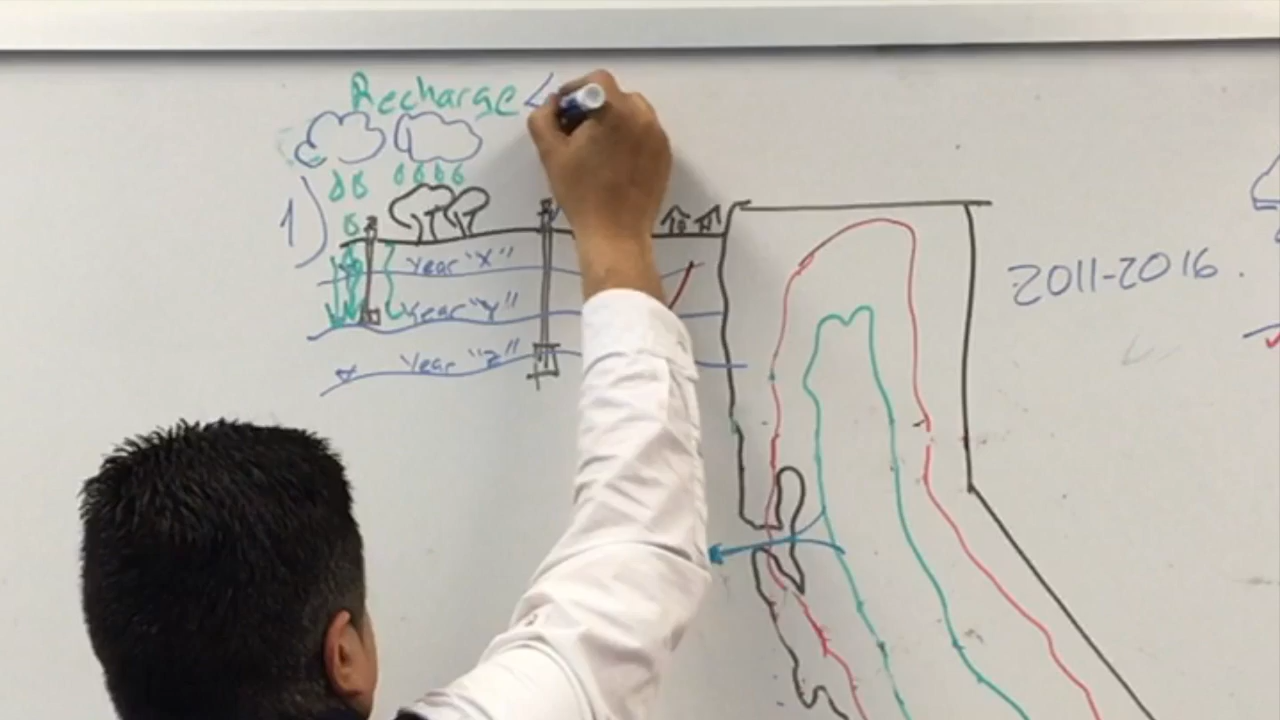 Recharge <
1)
Year "X"
Year "Y"
Year "Z"
2011-2016.